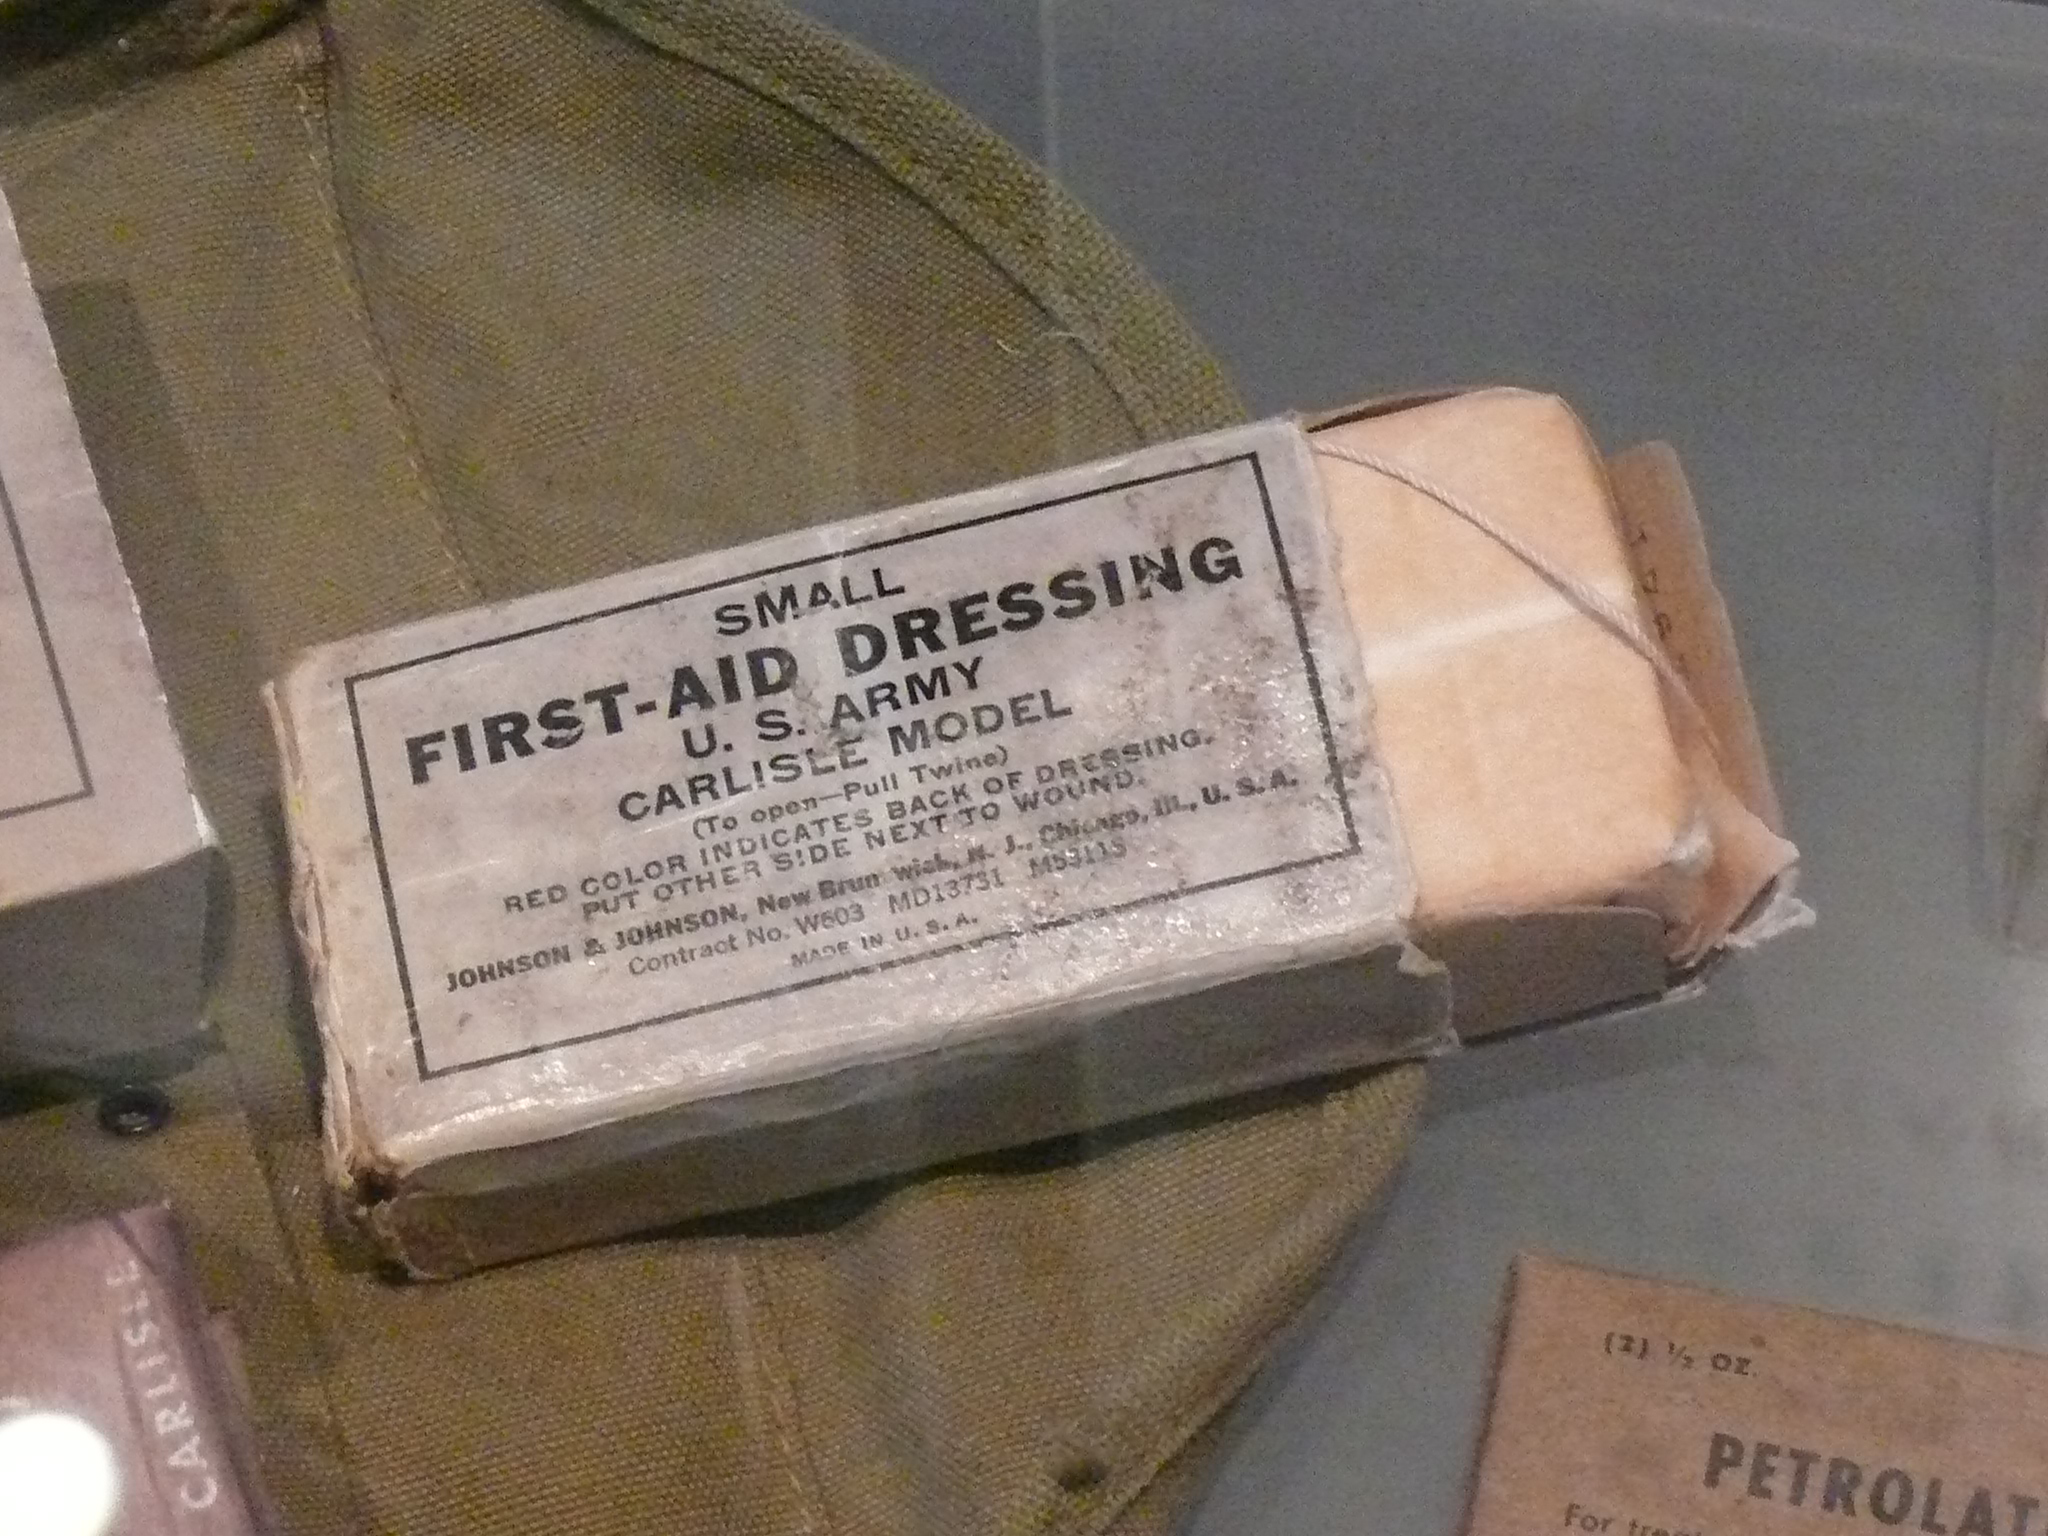 SMALL
FIRST-AID DRESSING
U. S. ARMY
CARLISLE MODEL
(To open—Pull Twine)
RED COLOR INDICATES BACK OF DRESSING.
PUT OTHER SIDE NEXT TO WOUND.
JOHNSON & JOHNSON, New Brunswick, N. J., Chicago, Ill., U. S. A.
Contract No. W603 MD13731 M53115
MADE IN U. S. A.
CARLISLE
(2) ½ OZ.
PETROLAT
For